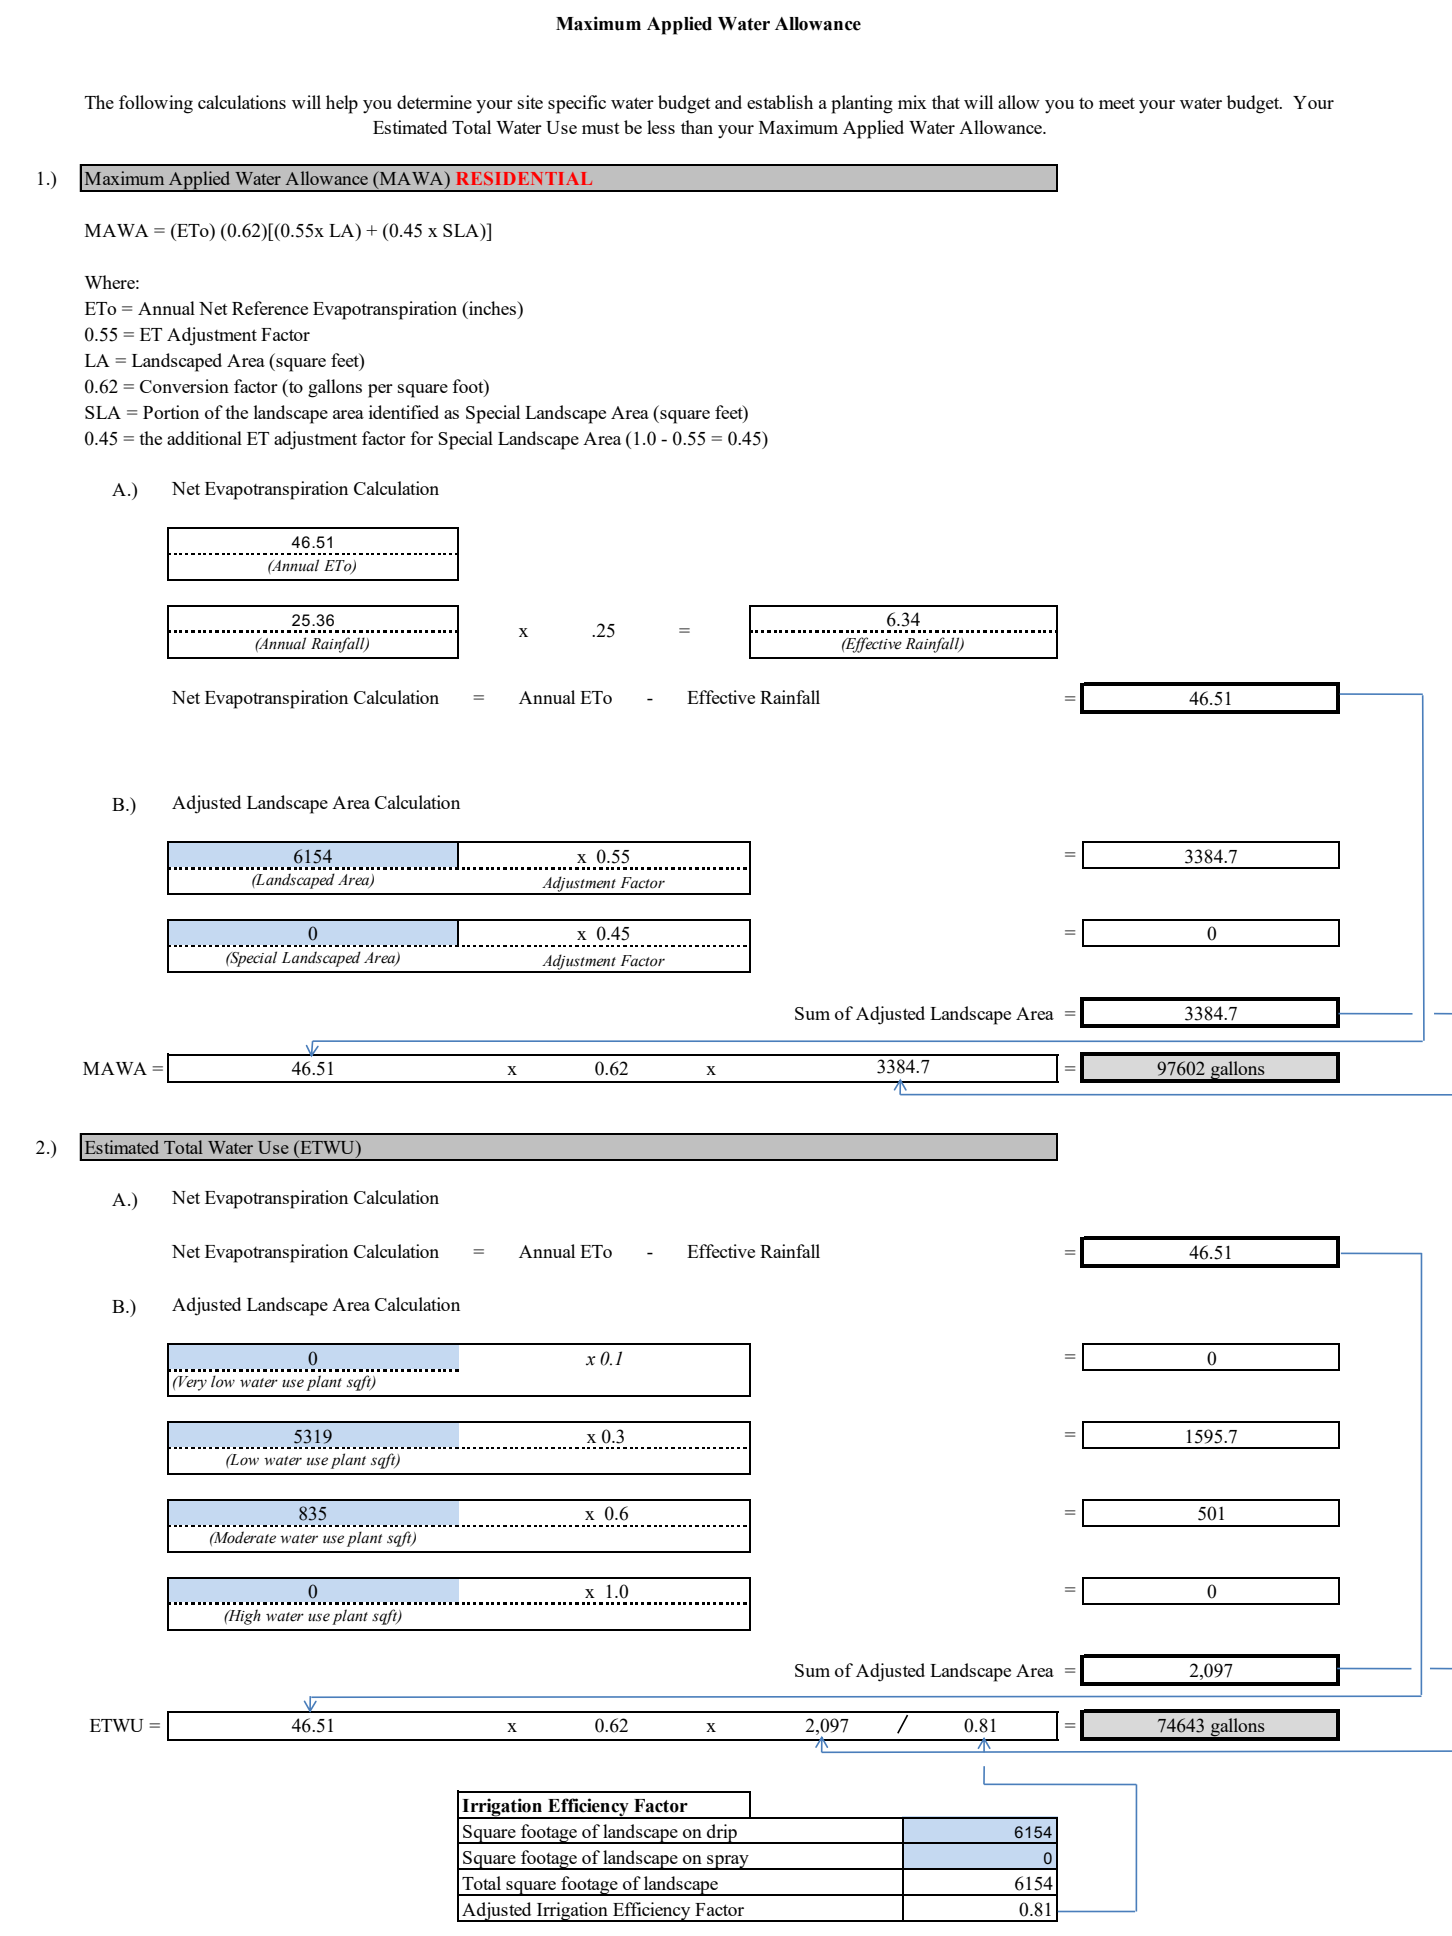 Maximum Applied Water Allowance
The following calculations will help you determine your site specific water budget and establish a planting mix that will allow you to meet your water budget.  Your
Estimated Total Water Use must be less than your Maximum Applied Water Allowance.
1.) Maximum Applied Water Allowance (MAWA) RESIDENTIAL
MAWA = (ETo) (0.62)[(0.55x LA) + (0.45 x SLA)]
Where:
ETo = Annual Net Reference Evapotranspiration (inches)
0.55 = ET Adjustment Factor
LA = Landscaped Area (square feet)
0.62 = Conversion factor (to gallons per square foot)
SLA = Portion of the landscape area identified as Special Landscape Area (square feet)
0.45 = the additional ET adjustment factor for Special Landscape Area (1.0 - 0.55 = 0.45)
A.) Net Evapotranspiration Calculation
46.51
(Annual ETo)
25.36 x .25 = 6.34
(Annual Rainfall) (Effective Rainfall)
Net Evapotranspiration Calculation = Annual ETo - Effective Rainfall = 46.51
B.) Adjusted Landscape Area Calculation
6154 x 0.55 = 3384.7
(Landscaped Area) Adjustment Factor
0 x 0.45 = 0
(Special Landscaped Area) Adjustment Factor
Sum of Adjusted Landscape Area = 3384.7
MAWA = 46.51 x 0.62 x 3384.7 = 97602 gallons
2.) Estimated Total Water Use (ETWU)
A.) Net Evapotranspiration Calculation
Net Evapotranspiration Calculation = Annual ETo - Effective Rainfall = 46.51
B.) Adjusted Landscape Area Calculation
0 x 0.1 = 0
(Very low water use plant sqft)
5319 x 0.3 = 1595.7
(Low water use plant sqft)
835 x 0.6 = 501
(Moderate water use plant sqft)
0 x 1.0 = 0
(High water use plant sqft)
Sum of Adjusted Landscape Area = 2,097
ETWU = 46.51 x 0.62 x 2,097 / 0.81 = 74643 gallons
Irrigation Efficiency Factor
Square footage of landscape on drip 6154
Square footage of landscape on spray 0
Total square footage of landscape 6154
Adjusted Irrigation Efficiency Factor 0.81